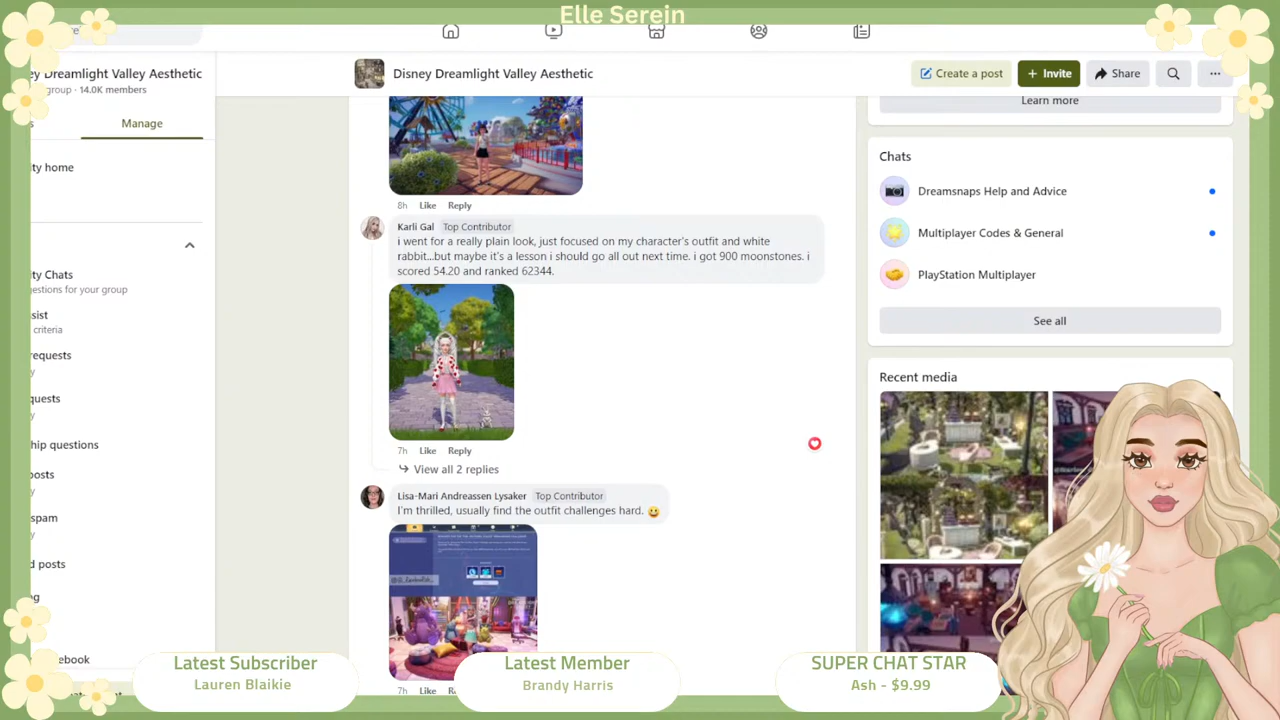 Elle Serein
ey Dreamlight Valley Aesthetic
group · 14.0K members
Manage
ity home
ity Chats
gestions for your group
sist
criteria
requests
y
quests
y
hip questions
y
posts
y
spam
y
d posts
y
ng
ebook
Disney Dreamlight Valley Aesthetic
Create a post
+ Invite
Share
8h Like Reply
Karli Gal Top Contributor
i went for a really plain look, just focused on my character's outfit and white
rabbit...but maybe it's a lesson i should go all out next time. i got 900 moonstones. i
scored 54.20 and ranked 62344.
7h Like Reply
View all 2 replies
Lisa-Mari Andreassen Lysaker Top Contributor
I'm thrilled, usually find the outfit challenges hard. 😀
7h Like
Learn more
Chats
Dreamsnaps Help and Advice
Multiplayer Codes & General
PlayStation Multiplayer
See all
Recent media
Latest Subscriber
Lauren Blaikie
Latest Member
Brandy Harris
SUPER CHAT STAR
Ash - $9.99